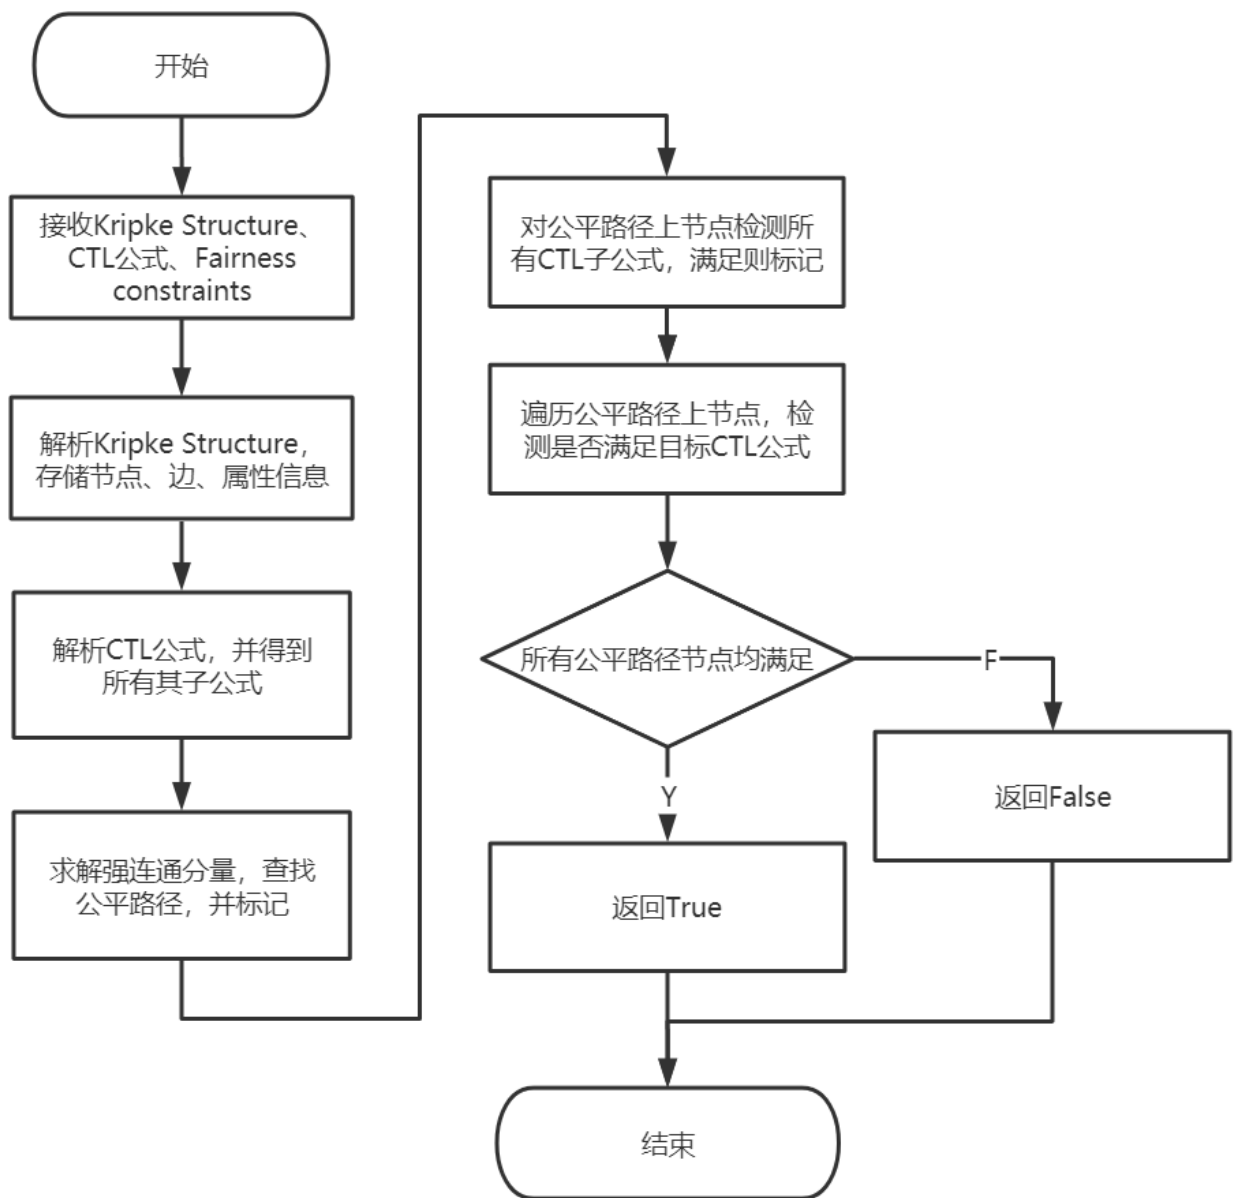 开始
接收Kripke Structure、
CTL公式、Fairness
constraints
解析Kripke Structure，
存储节点、边、属性信息
解析CTL公式，并得到
所有其子公式
求解强连通分量，查找
公平路径，并标记
对公平路径上节点检测所
有CTL子公式，满足则标记
遍历公平路径上节点，检
测是否满足目标CTL公式
所有公平路径节点均满足
F
返回False
Y
返回True
结束